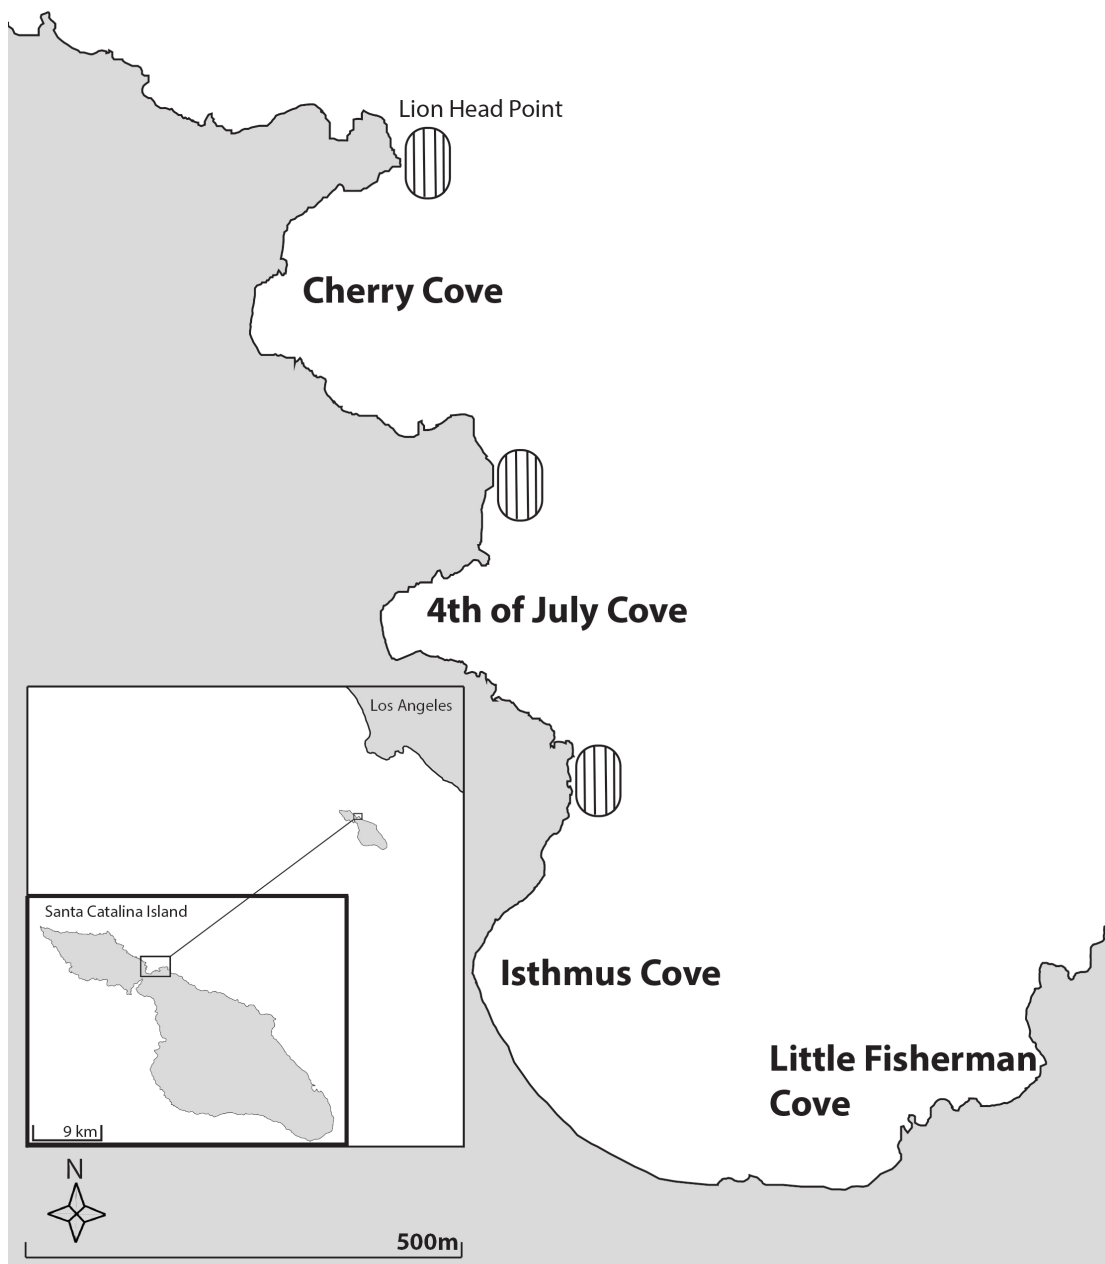 Lion Head Point
Cherry Cove
4th of July Cove
Los Angeles
Santa Catalina Island
Isthmus Cove
Little Fisherman
Cove
9 km
N
500m